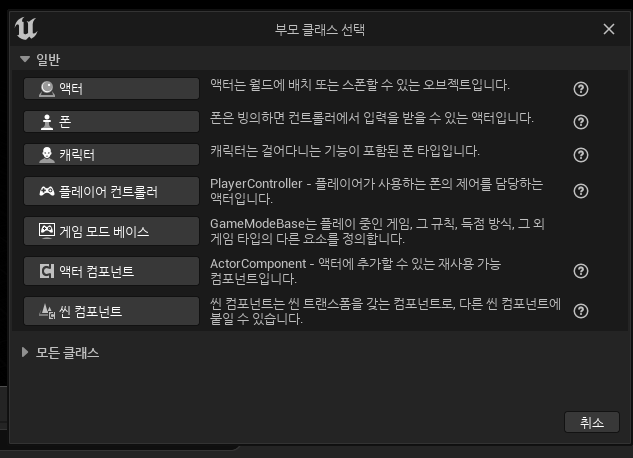 부모 클래스 선택
일반
액터
액터는 월드에 배치 또는 스폰할 수 있는 오브젝트입니다.
폰
폰은 빙의하면 컨트롤러에서 입력을 받을 수 있는 액터입니다.
캐릭터
캐릭터는 걸어다니는 기능이 포함된 폰 타입입니다.
플레이어 컨트롤러
PlayerController - 플레이어가 사용하는 폰의 제어를 담당하는
액터입니다.
게임 모드 베이스
GameModeBase는 플레이 중인 게임, 그 규칙, 득점 방식, 그 외
게임 타입의 다른 요소를 정의합니다.
액터 컴포넌트
ActorComponent - 액터에 추가할 수 있는 재사용 가능
컴포넌트입니다.
씬 컴포넌트
씬 컴포넌트는 씬 트랜스폼을 갖는 컴포넌트로, 다른 씬 컴포넌트에
붙일 수 있습니다.
모든 클래스
취소